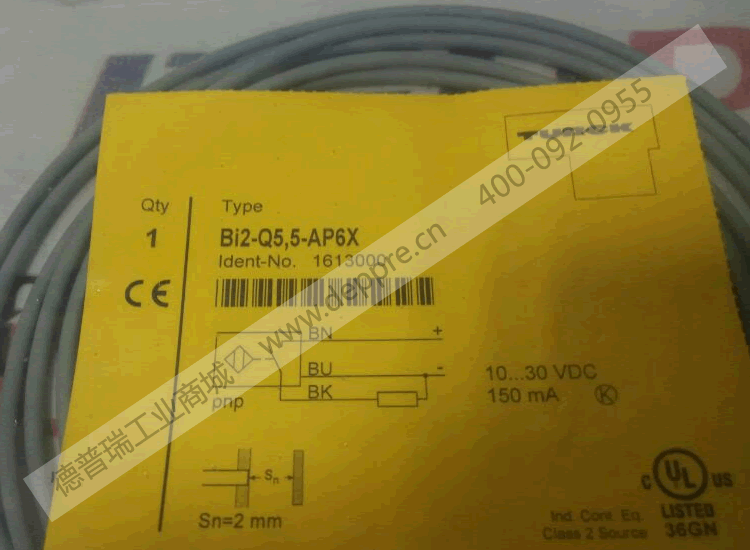 TURCK
Qty Type
1 Bi2-Q5,5-AP6X
Ident-No. 1613000
CE
BN +
BU -
BK
pnp
10...30 VDC
150 mA K
Sn
Sn=2 mm
C UL US
LISTED
Ind. Cont. Eq. 36GN
Class 2 Source
德普瑞工业商城 www.deppre.cn 400-092-0955